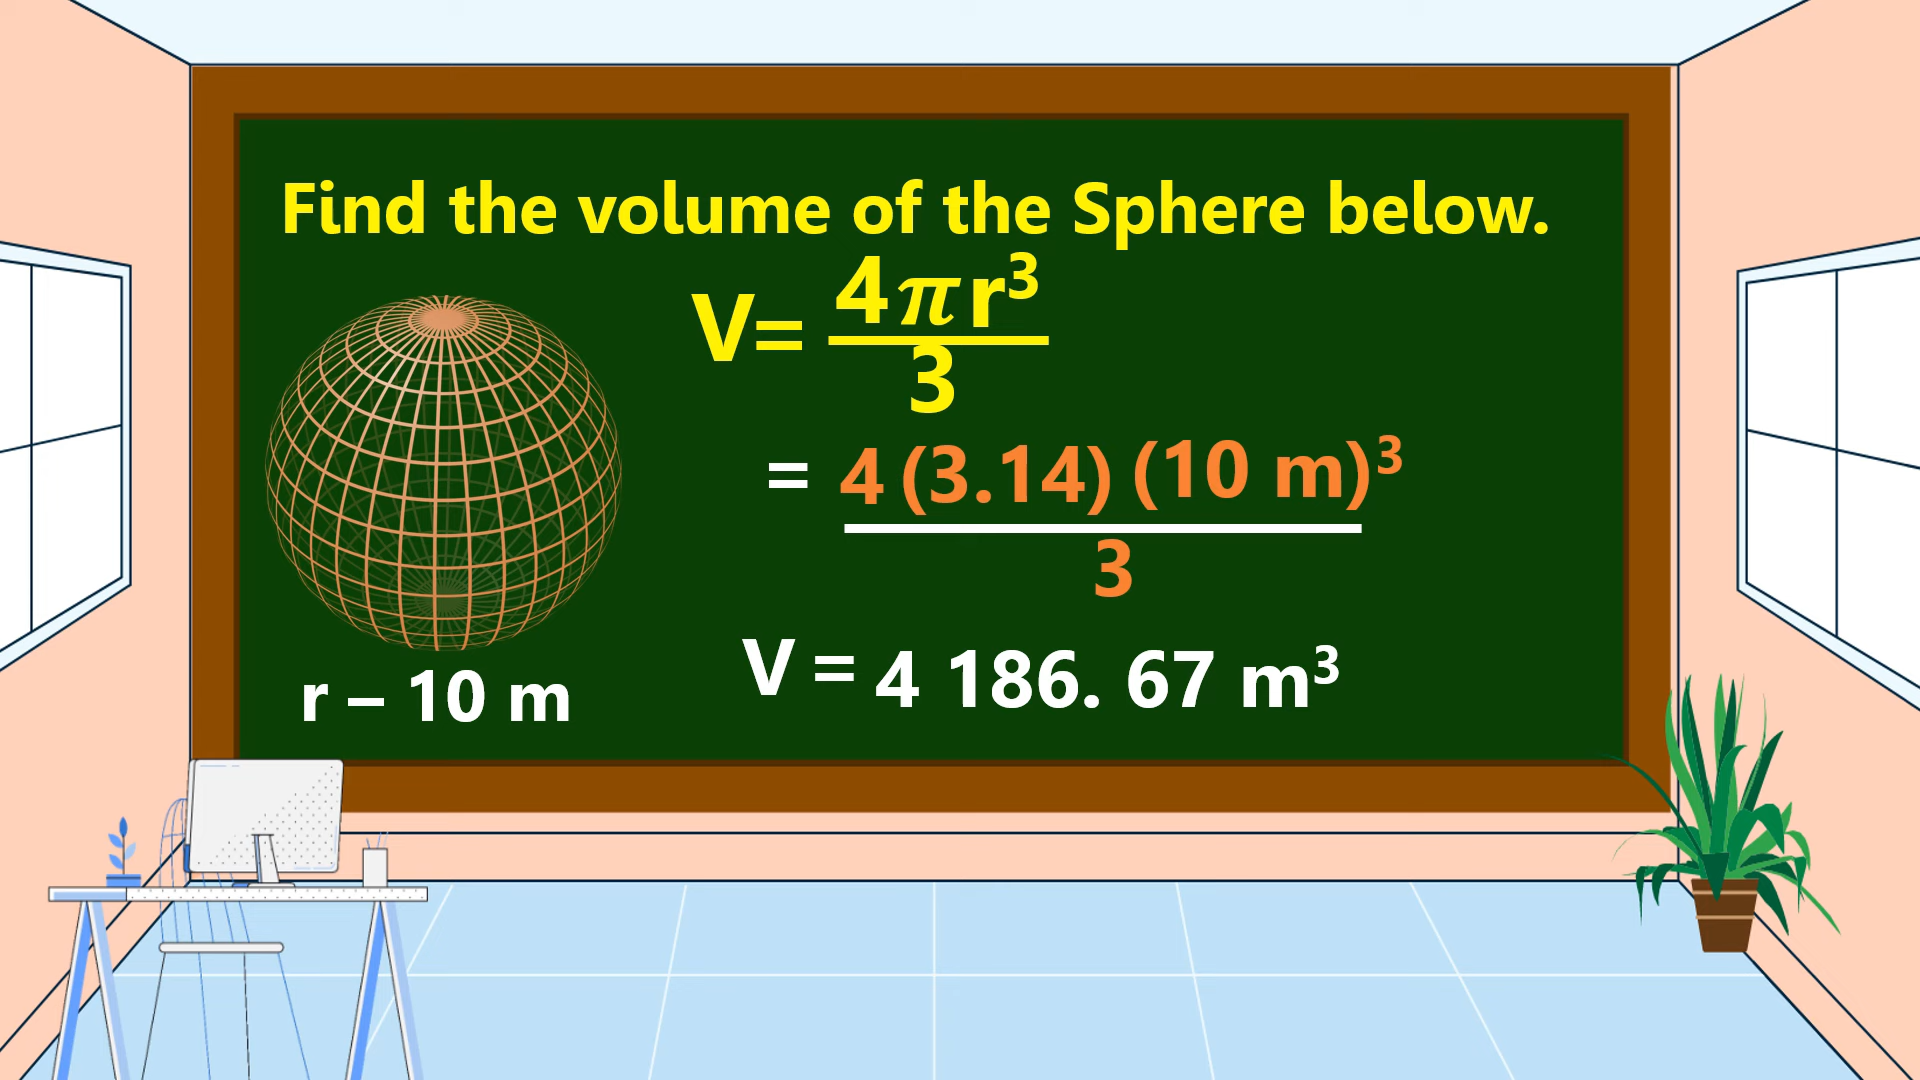 Find the volume of the Sphere below.
V= 4πr³
3
= 4 (3.14) (10 m)³
3
r – 10 m
V = 4 186. 67 m³